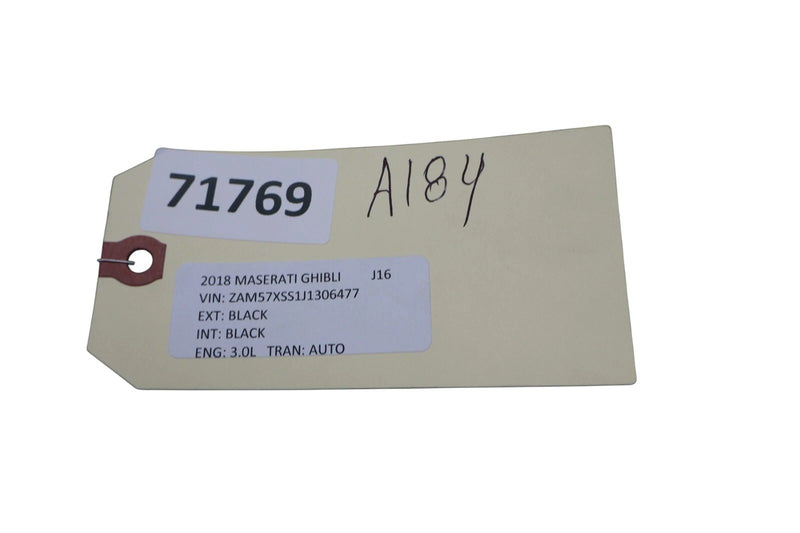 71769
A184
2018 MASERATI GHIBLI J16
VIN: ZAM57XSS1J1306477
EXT: BLACK
INT: BLACK
ENG: 3.0L TRAN: AUTO